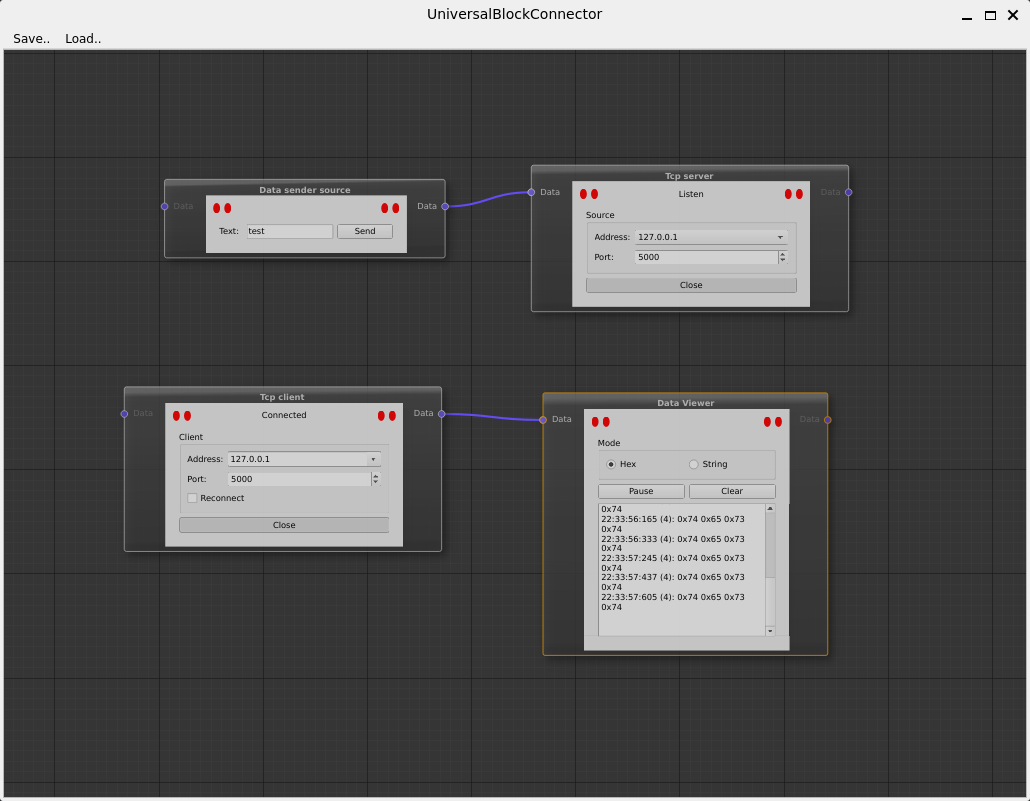 UniversalBlockConnector
Save.. Load..
Data sender source
Data
Data
Text: test Send
Tcp server
Data
Listen
Data
Source
Address: 127.0.0.1
Port: 5000
Close
Tcp client
Data
Connected
Data
Client
Address: 127.0.0.1
Port: 5000
Reconnect
Close
Data Viewer
Data
Data
Mode
Hex String
Pause Clear
0x74
22:33:56:165 (4): 0x74 0x65 0x73
0x74
22:33:56:333 (4): 0x74 0x65 0x73
0x74
22:33:57:245 (4): 0x74 0x65 0x73
0x74
22:33:57:437 (4): 0x74 0x65 0x73
0x74
22:33:57:605 (4): 0x74 0x65 0x73
0x74